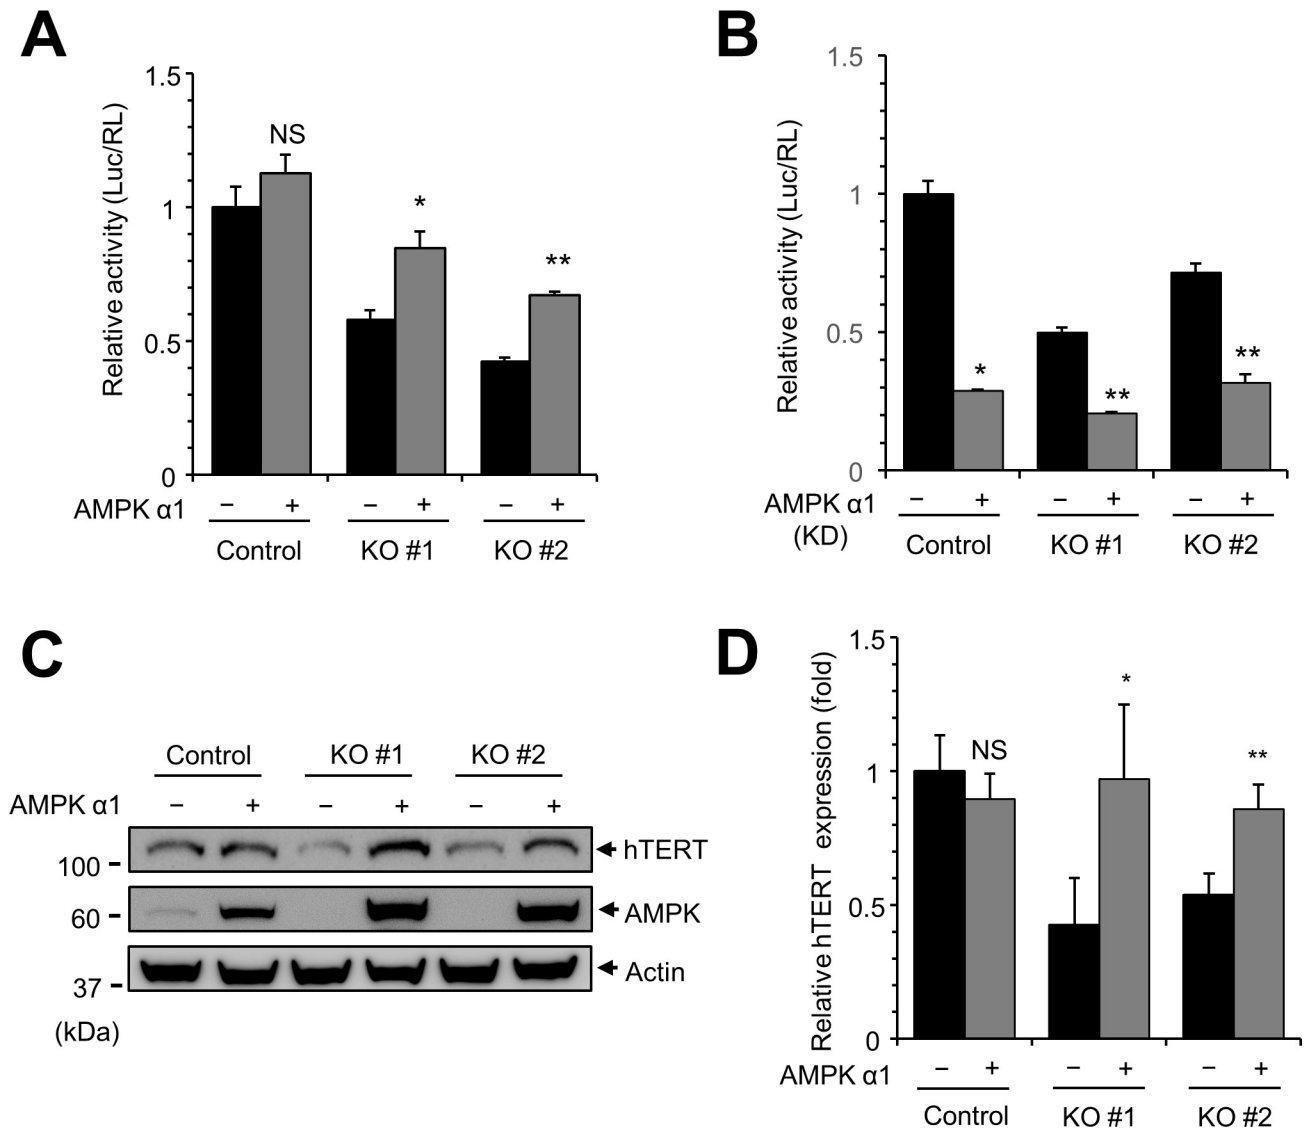 A
1.5
1
0.5
0
Relative activity (Luc/RL)
NS
*
**
AMPK α1
− + − + − +
Control KO #1 KO #2
B
1.5
1
0.5
0
Relative activity (Luc/RL)
*
**
**
AMPK α1
(KD)
− + − + − +
Control KO #1 KO #2
C
Control KO #1 KO #2
AMPK α1 − + − + − +
100 hTERT
60 AMPK
37 Actin
(kDa)
D
1.5
1
0.5
0
Relative hTERT expression (fold)
NS
*
**
AMPK α1 − + − + − +
Control KO #1 KO #2